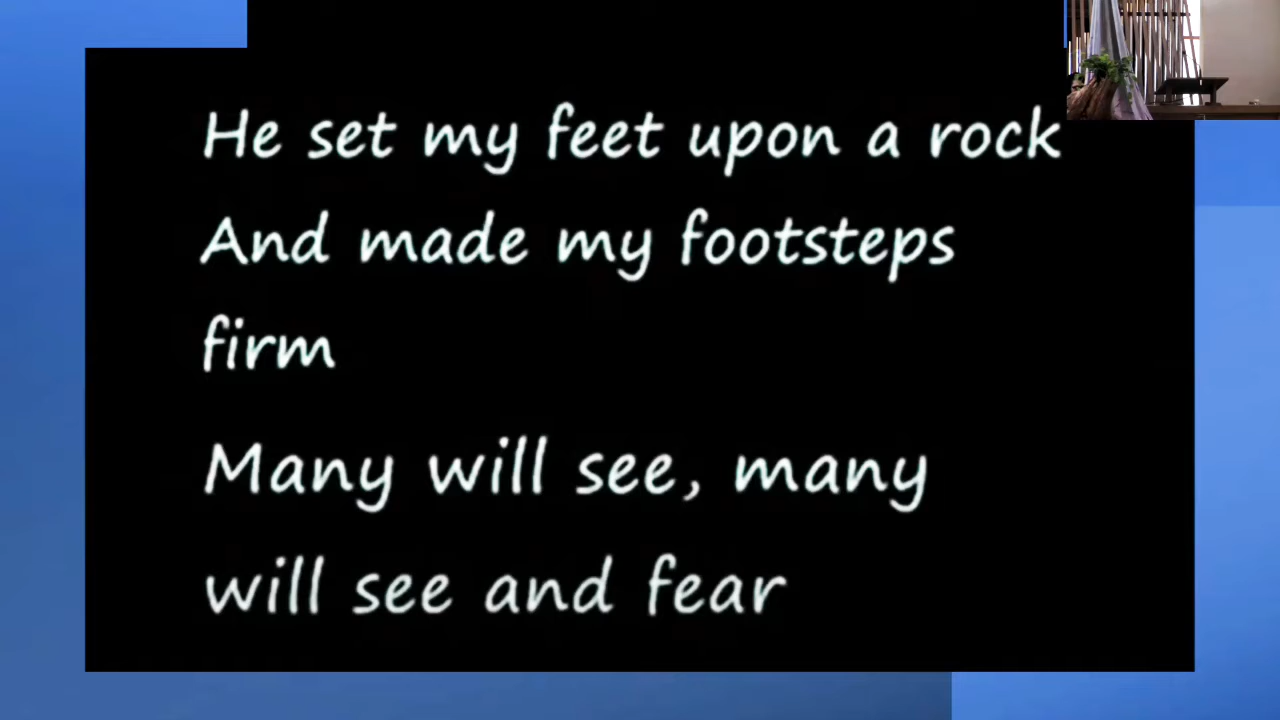 He set my feet upon a rock
And made my footsteps
firm
Many will see, many
will see and fear